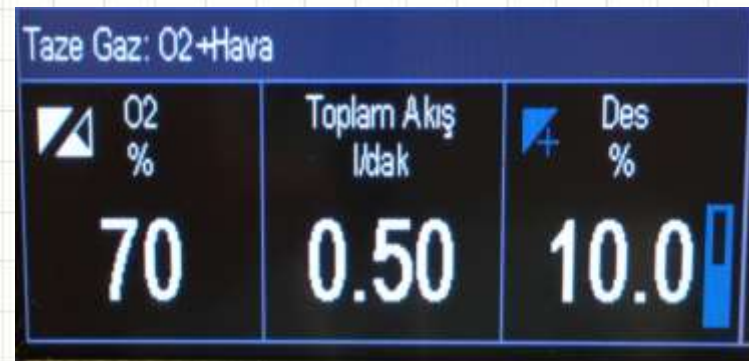 Taze Gaz: O2+Hava
O2
%
70
Toplam Akış
l/dak
0.50
Des
%
10.0